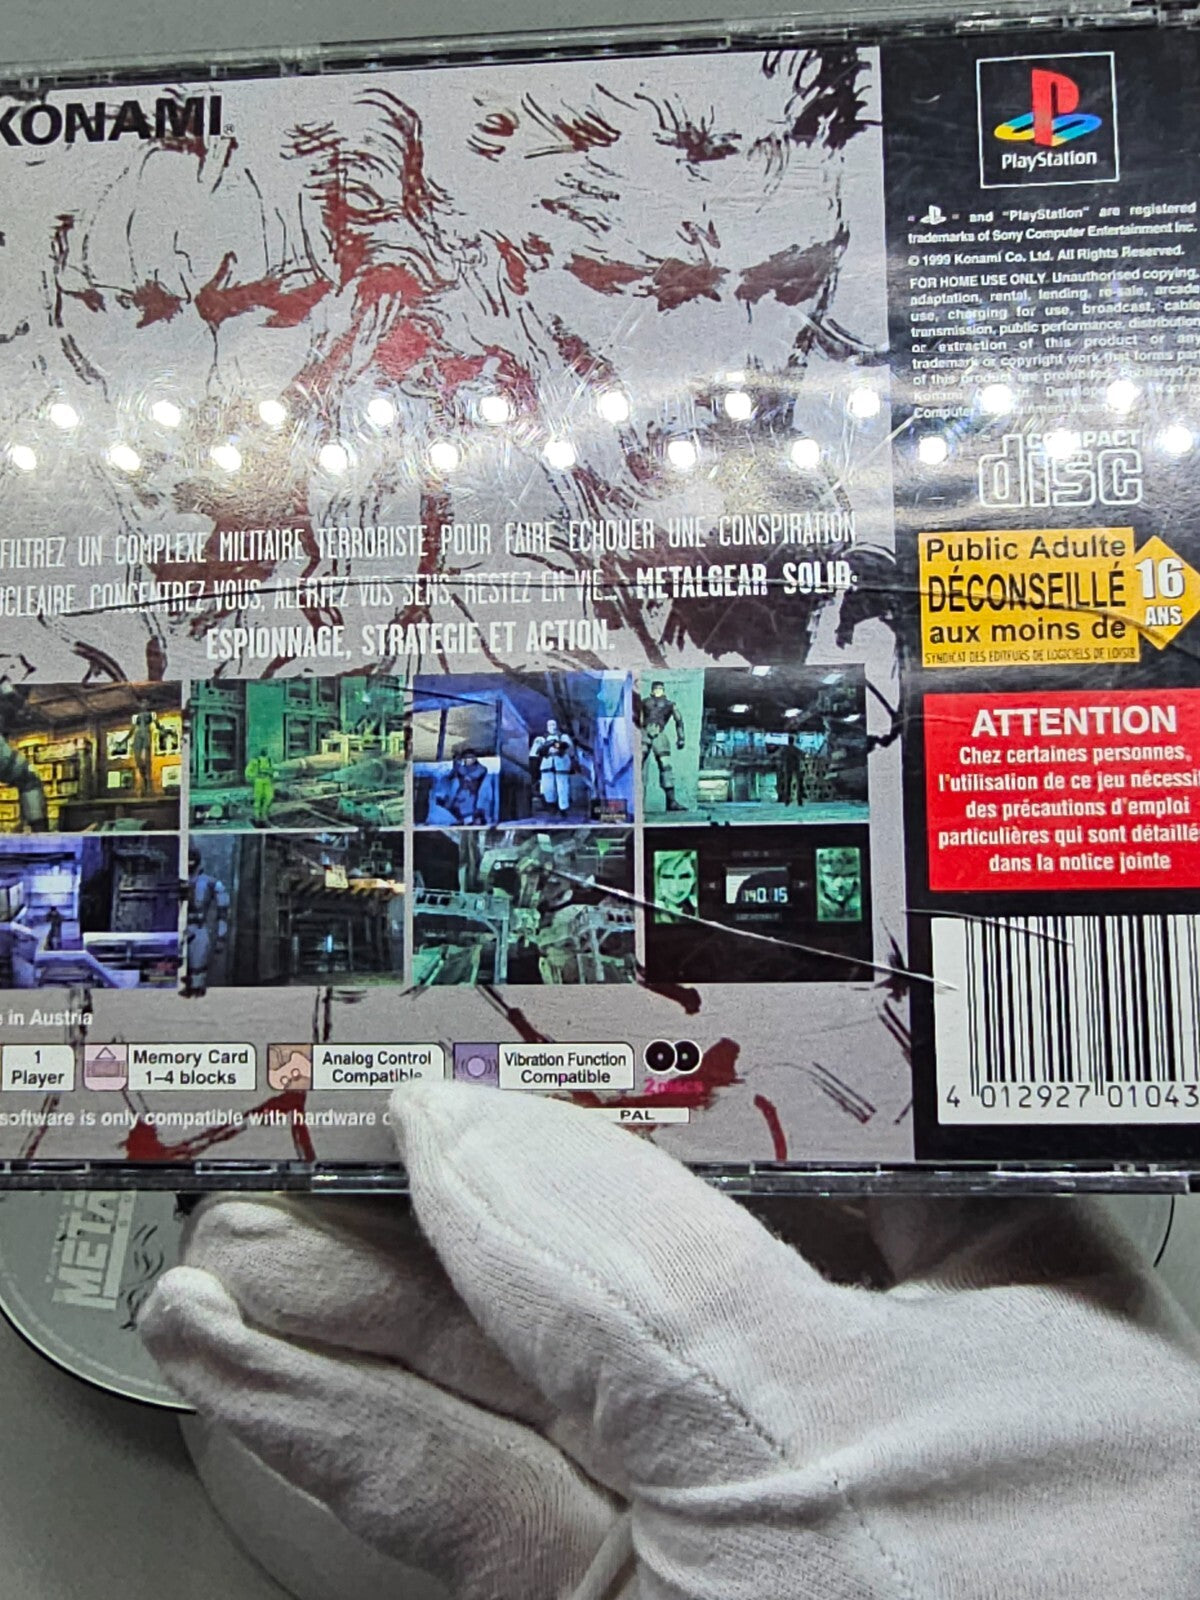 KONAMI
PlayStation
" " and "PlayStation" are registered
trademarks of Sony Computer Entertainment Inc.
© 1999 Konami Co. Ltd. All Rights Reserved.
FOR HOME USE ONLY. Unauthorised copying,
adaptation, rental, lending, re-sale, arcade
use, charging for use, broadcast, cable
transmission, public performance, distribution
or extraction of this product or any
trademark or copyright work that forms part
of this product are prohibited. Published by
Konami
Computer
COMPACT
disc
FILTREZ UN COMPLEXE MILITAIRE TERRORISTE POUR FAIRE ECHOUER UNE CONSPIRATION
UCLEAIRE. CONCENTREZ VOUS, ALERTEZ VOS SENS, RESTEZ EN VIE... METALGEAR SOLID:
ESPIONNAGE, STRATEGIE ET ACTION.
Public Adulte
DÉCONSEILLÉ
aux moins de
16
ANS
SYNDICAT DES EDITEURS DE LOGICIELS DE LOISIR
ATTENTION
Chez certaines personnes,
l'utilisation de ce jeu nécessi
des précautions d'emploi
particulières qui sont détaillé
dans la notice jointe
140.15
in Austria
1
Player
Memory Card
1–4 blocks
Analog Control
Compatible
Vibration Function
Compatible
2 DISCS
software is only compatible with hardware
PAL
4 012927 01043
META